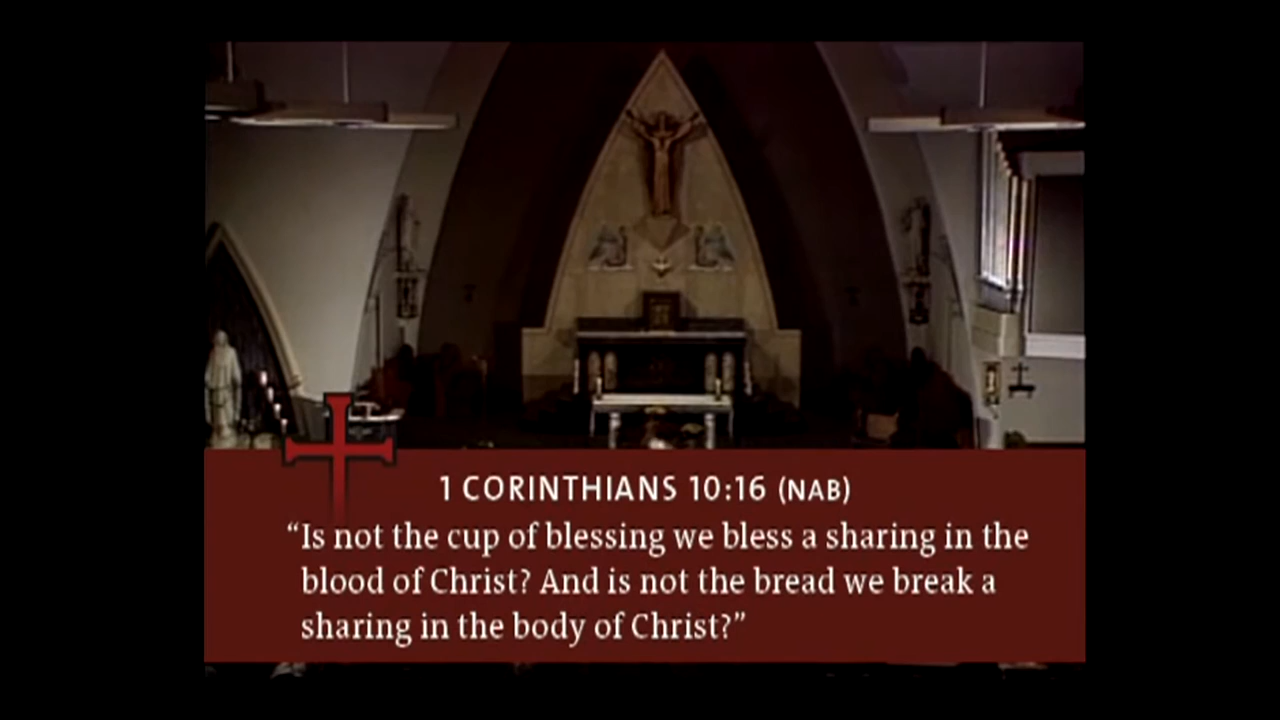 1 CORINTHIANS 10:16 (NAB)
“Is not the cup of blessing we bless a sharing in the
blood of Christ? And is not the bread we break a
sharing in the body of Christ?”